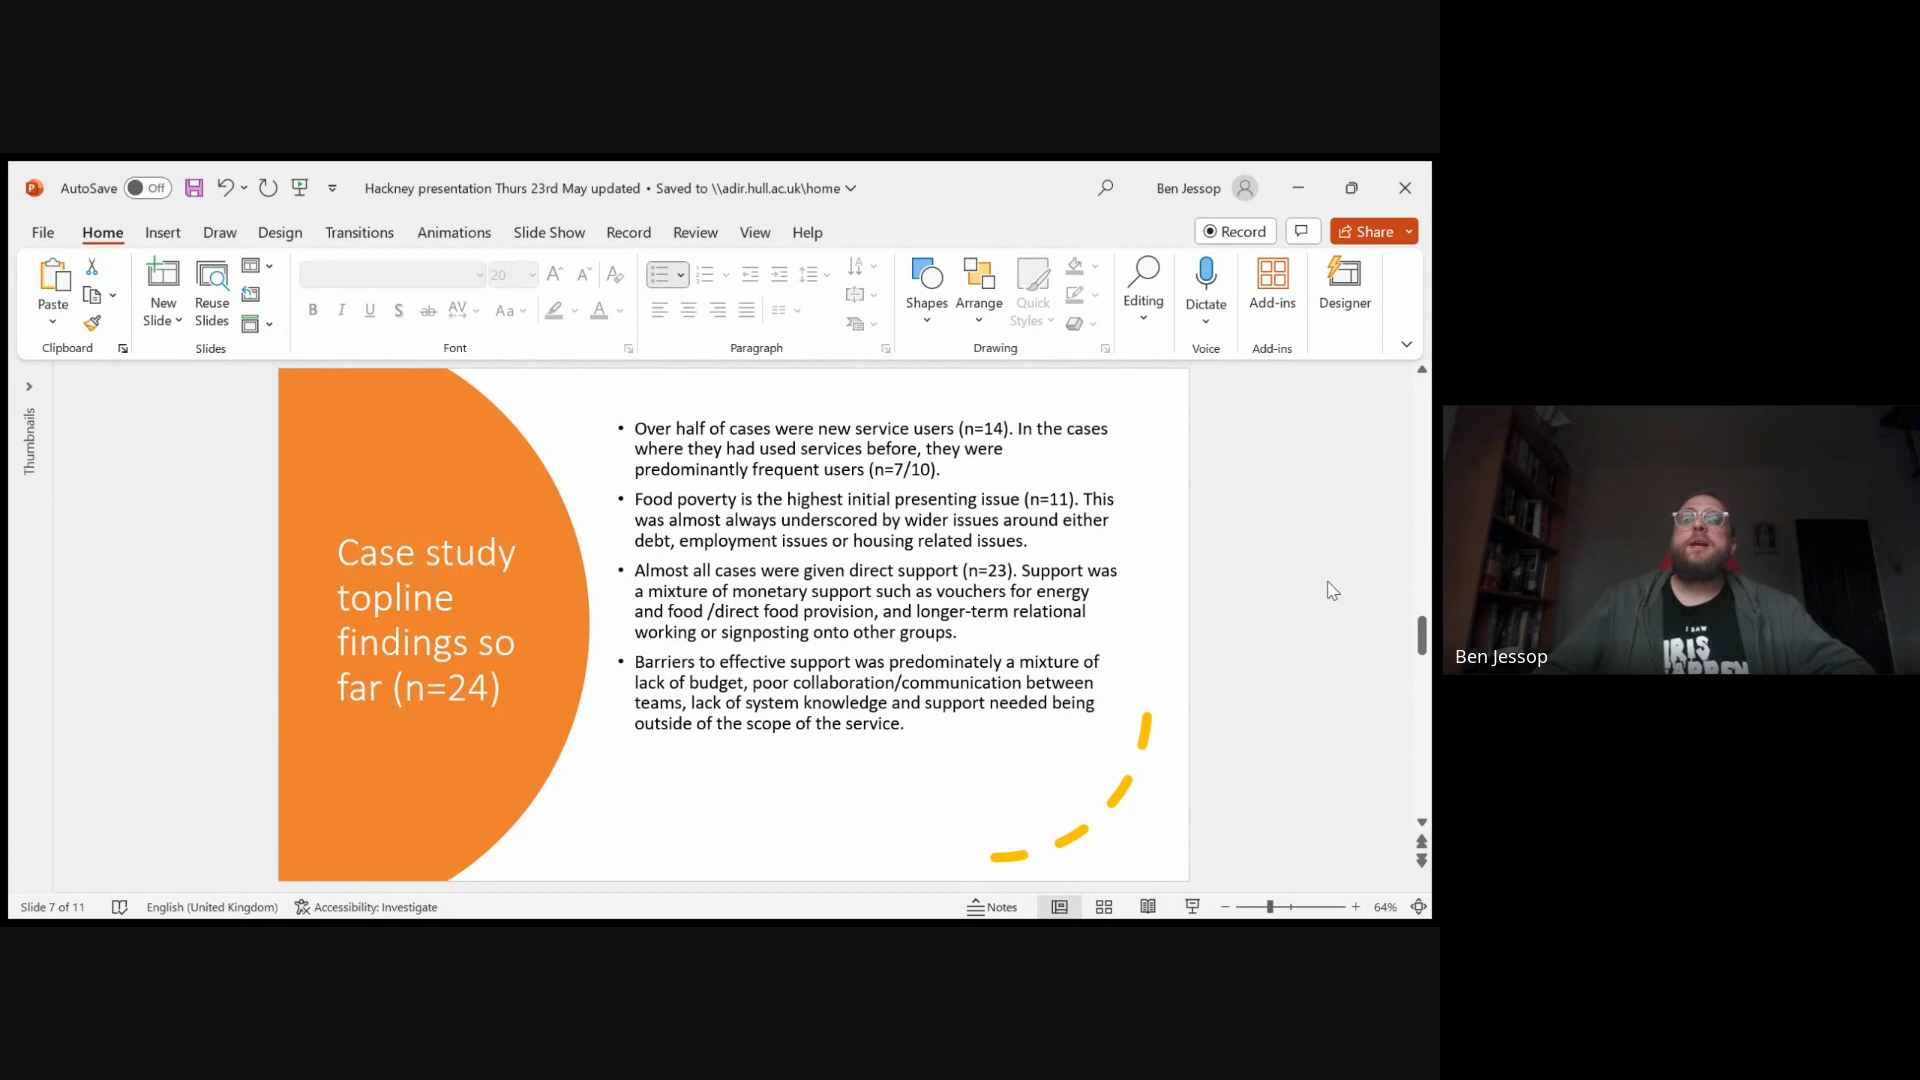 AutoSave Off
Hackney presentation Thurs 23rd May updated • Saved to \\adir.hull.ac.uk\home
Ben Jessop
File Home Insert Draw Design Transitions Animations Slide Show Record Review View Help
Record
Share
Paste
New Slide
Reuse Slides
20
B I U S ab AV Aa A
Shapes
Arrange
Quick Styles
Editing
Dictate
Add-ins
Designer
Clipboard
Slides
Font
Paragraph
Drawing
Voice
Add-ins
Thumbnails
Case study
topline
findings so
far (n=24)
• Over half of cases were new service users (n=14). In the cases
where they had used services before, they were
predominantly frequent users (n=7/10).
• Food poverty is the highest initial presenting issue (n=11). This
was almost always underscored by wider issues around either
debt, employment issues or housing related issues.
• Almost all cases were given direct support (n=23). Support was
a mixture of monetary support such as vouchers for energy
and food /direct food provision, and longer-term relational
working or signposting onto other groups.
• Barriers to effective support was predominately a mixture of
lack of budget, poor collaboration/communication between
teams, lack of system knowledge and support needed being
outside of the scope of the service.
Slide 7 of 11
English (United Kingdom)
Accessibility: Investigate
Notes
64%
I SAW
Ben Jessop